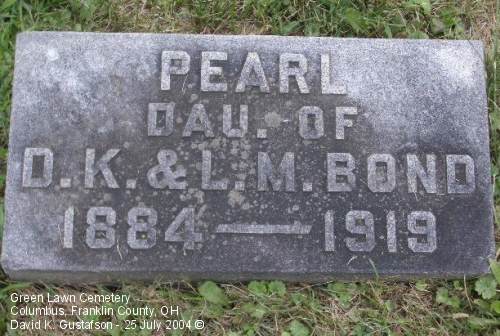 PEARL
DAU. OF
D. K. & L. M. BOND
1884 — 1919
Green Lawn Cemetery
Columbus, Franklin County, OH
David K. Gustafson - 25 July 2004 ©